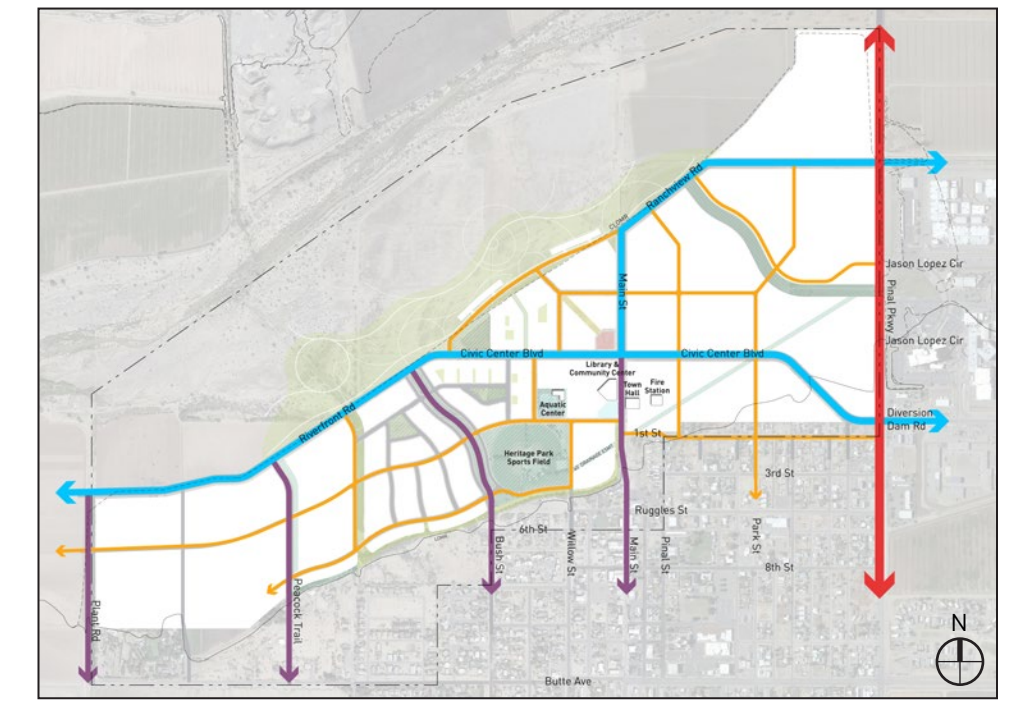 Ranchview Rd
CLOMR
Jason Lopez Cir
Main St
Pinal Pkwy
Jason Lopez Cir
Civic Center Blvd
Civic Center Blvd
Library &
Community Center
Town
Hall
Fire
Station
Aquatic
Center
Riverfront Rd
Diversion
Dam Rd
1st St
Heritage Park
Sports Field
3rd St
Ruggles St
6th St
Park St
Bush St
Willow St
Main St
Pinal St
8th St
Plant Rd
Peacock Trail
N
Butte Ave